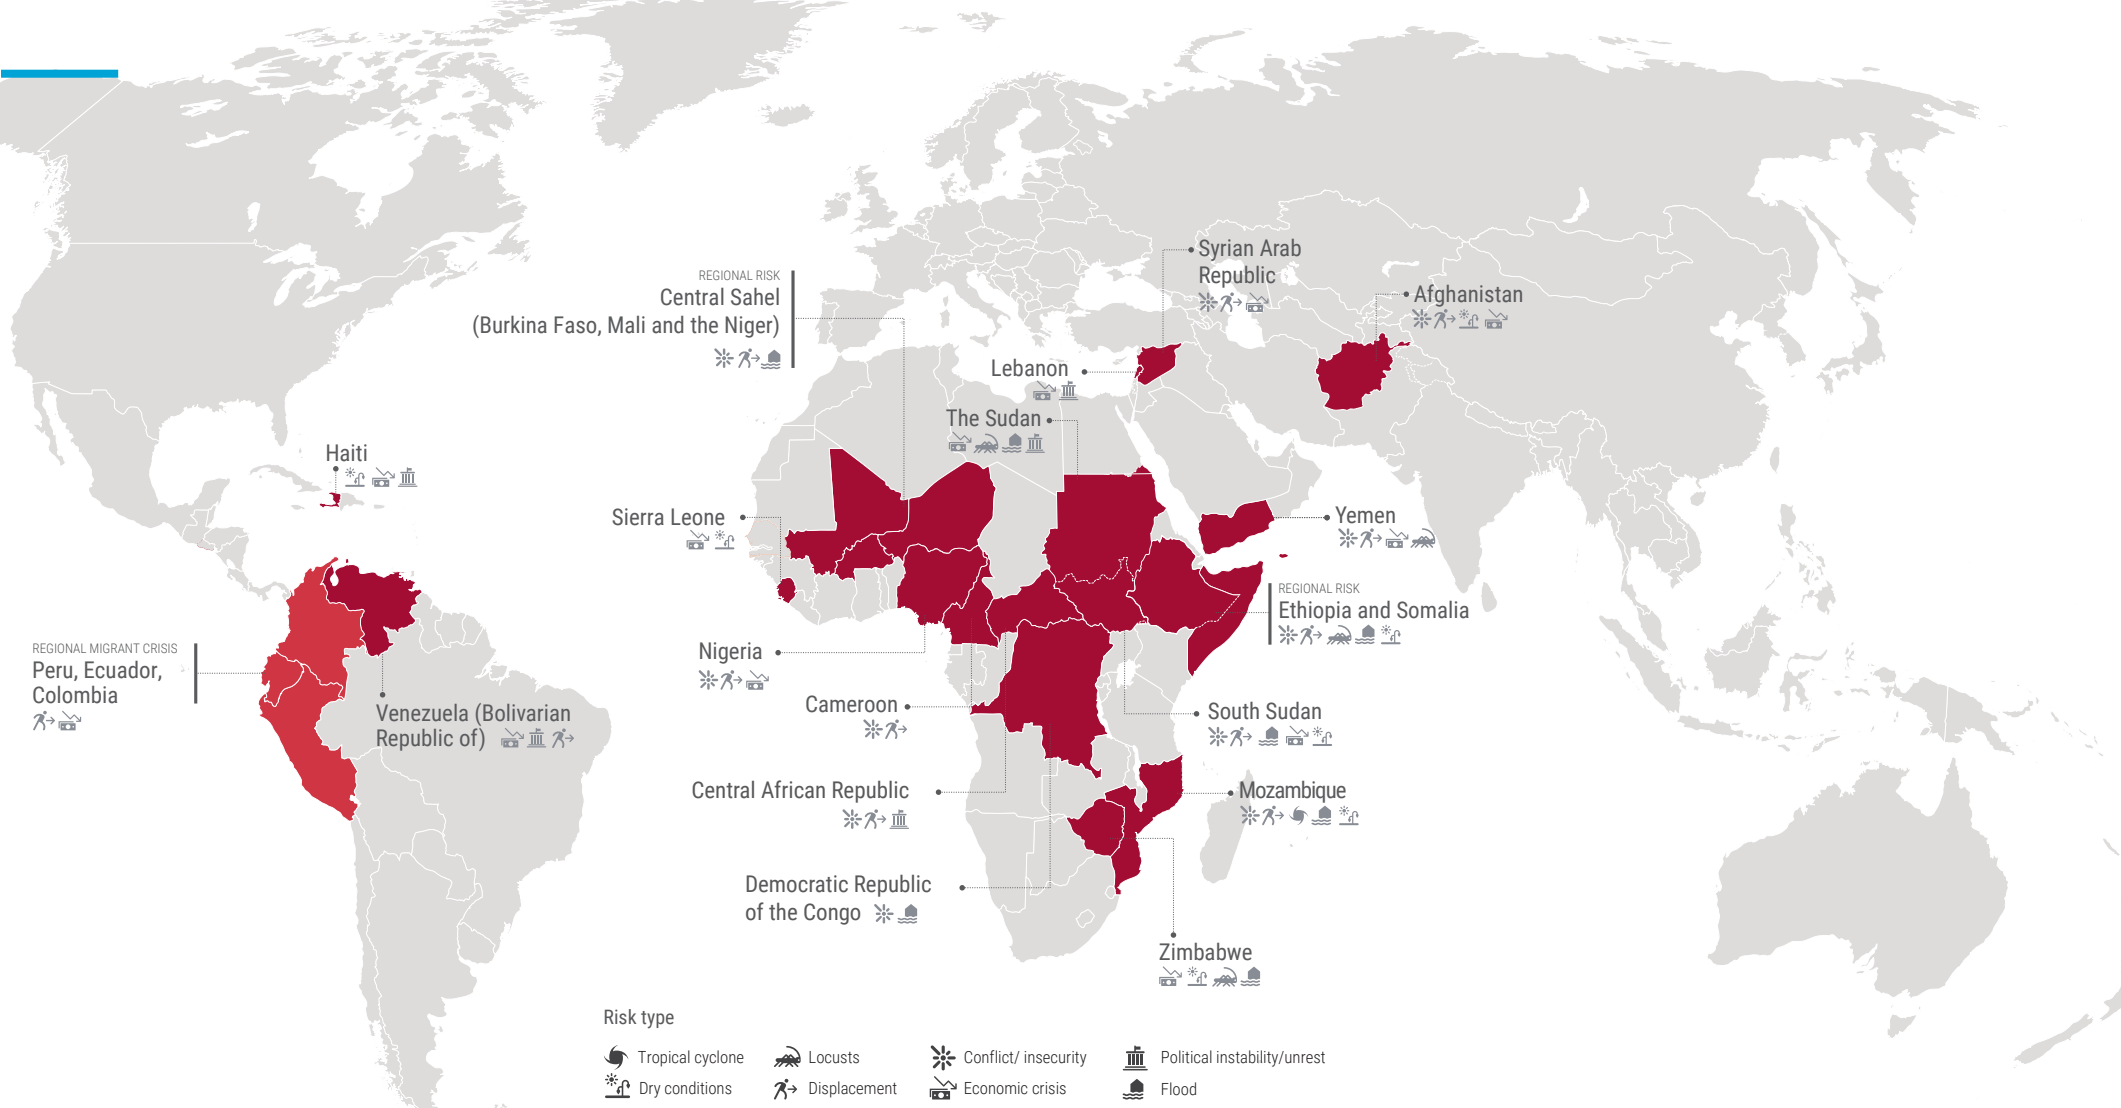 Syrian Arab
Republic
REGIONAL RISK
Central Sahel
(Burkina Faso, Mali and the Niger)
Afghanistan
Lebanon
The Sudan
Haiti
Sierra Leone
Yemen
REGIONAL RISK
Ethiopia and Somalia
REGIONAL MIGRANT CRISIS
Peru, Ecuador,
Colombia
Nigeria
Venezuela (Bolivarian
Republic of)
Cameroon
South Sudan
Central African Republic
Mozambique
Democratic Republic
of the Congo
Zimbabwe
Risk type
Tropical cyclone
Locusts
Conflict/ insecurity
Political instability/unrest
Dry conditions
Displacement
Economic crisis
Flood